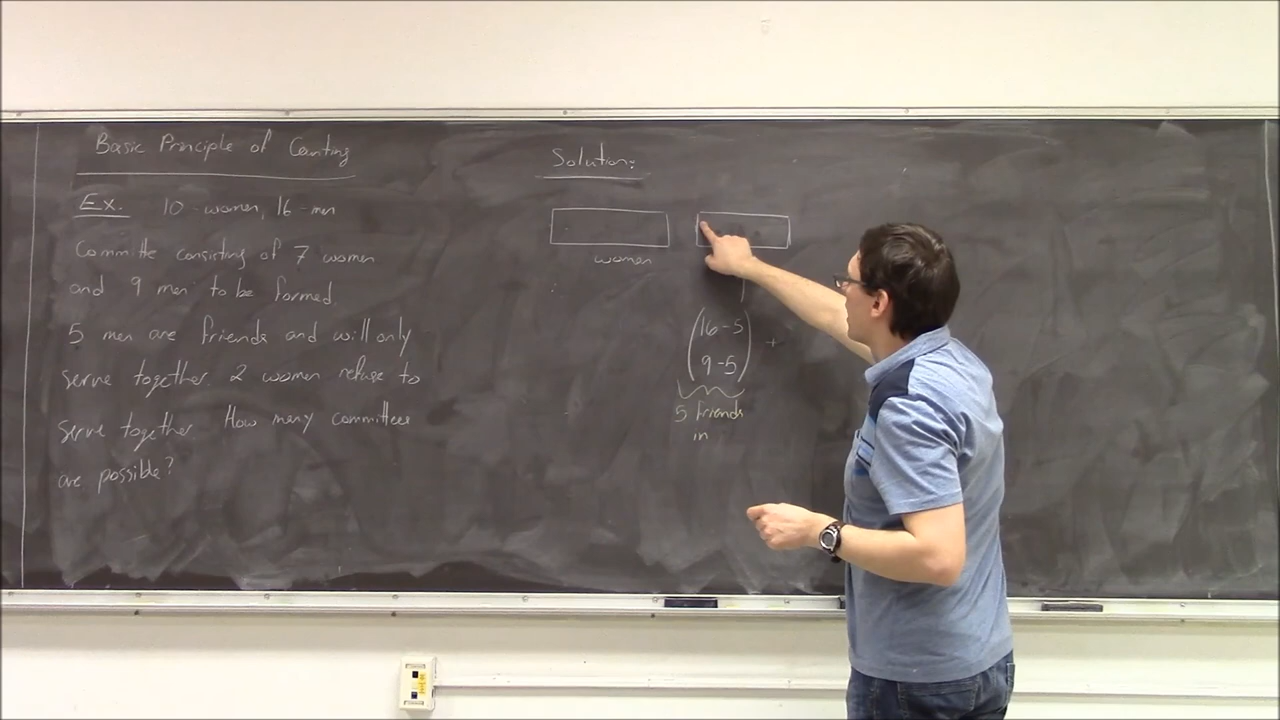 Basic Principle of Counting
Ex. 10-women, 16-men
Committe consisting of 7 women
and 9 men to be formed.
5 men are friends and will only
serve together. 2 women refuse to
serve together. How many committees
are possible?
Solution:
women
(16-5
9-5) +
5 friends
in